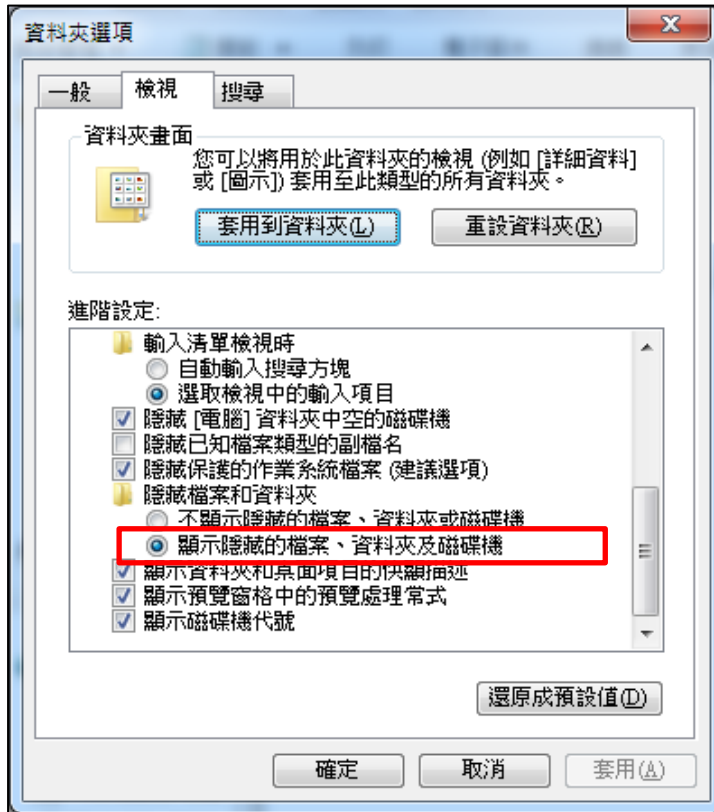 資料夾選項
一般
檢視
搜尋
資料夾畫面
您可以將用於此資料夾的檢視 (例如 [詳細資料]
或 [圖示]) 套用至此類型的所有資料夾。
套用到資料夾(L)
重設資料夾(R)
進階設定:
輸入清單檢視時
自動輸入搜尋方塊
選取檢視中的輸入項目
隱藏 [電腦] 資料夾中空的磁碟機
隱藏已知檔案類型的副檔名
隱藏保護的作業系統檔案 (建議選項)
隱藏檔案和資料夾
不顯示隱藏的檔案、資料夾或磁碟機
顯示隱藏的檔案、資料夾及磁碟機
顯示資料夾和桌面項目的快顯描述
顯示預覽窗格中的預覽處理常式
顯示磁碟機代號
還原成預設值(D)
確定
取消
套用(A)